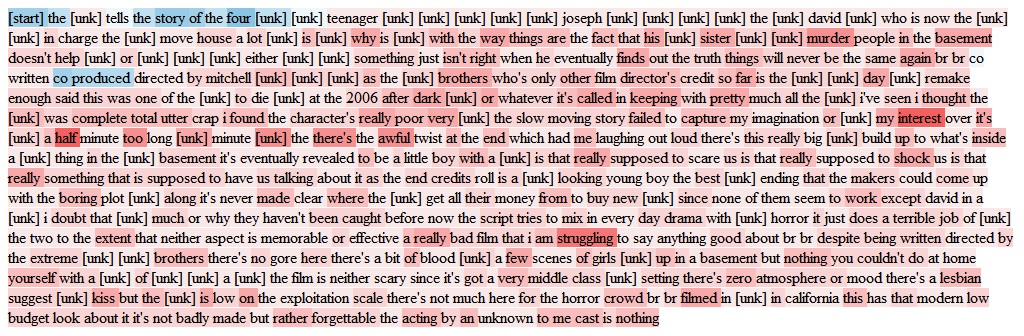 [start] the [unk] tells the story of the four [unk] [unk] teenager [unk] [unk] [unk] [unk] [unk] joseph [unk] [unk] [unk] [unk] the [unk] david [unk] who is now the [unk]
[unk] in charge the [unk] move house a lot [unk] is [unk] why is [unk] with the way things are the fact that his [unk] sister [unk] [unk] murder people in the basement
doesn't help [unk] or [unk] [unk] either [unk] [unk] something just isn't right when he eventually finds out the truth things will never be the same again br br co
written co produced directed by mitchell [unk] [unk] [unk] as the [unk] brothers who's only other film director's credit so far is the [unk] [unk] day [unk] remake
enough said this was one of the [unk] to die [unk] at the 2006 after dark [unk] or whatever it's called in keeping with pretty much all the [unk] i've seen i thought the
[unk] was complete total utter crap i found the character's really poor very [unk] the slow moving story failed to capture my imagination or [unk] my interest over it's
[unk] a half minute too long [unk] minute [unk] the there's the awful twist at the end which had me laughing out loud there's this really big [unk] build up to what's inside
a [unk] thing in the [unk] basement it's eventually revealed to be a little boy with a [unk] is that really supposed to scare us is that really supposed to shock us is that
really something that is supposed to have us talking about it as the end credits roll is a [unk] looking young boy the best [unk] ending that the makers could come up
with the boring plot [unk] along it's never made clear where the [unk] get all their money from to buy new [unk] since none of them seem to work except david in a
[unk] i doubt that [unk] much or why they haven't been caught before now the script tries to mix in every day drama with [unk] horror it just does a terrible job of [unk]
the two to the extent that neither aspect is memorable or effective a really bad film that i am struggling to say anything good about br br despite being written directed by
the extreme [unk] [unk] brothers there's no gore here there's a bit of blood [unk] a few scenes of girls [unk] up in a basement but nothing you couldn't do at home
yourself with a [unk] of [unk] [unk] a [unk] the film is neither scary since it's got a very middle class [unk] setting there's zero atmosphere or mood there's a lesbian
suggest [unk] kiss but the [unk] is low on the exploitation scale there's not much here for the horror crowd br br filmed in [unk] in california this has that modern low
budget look about it it's not badly made but rather forgettable the acting by an unknown to me cast is nothing